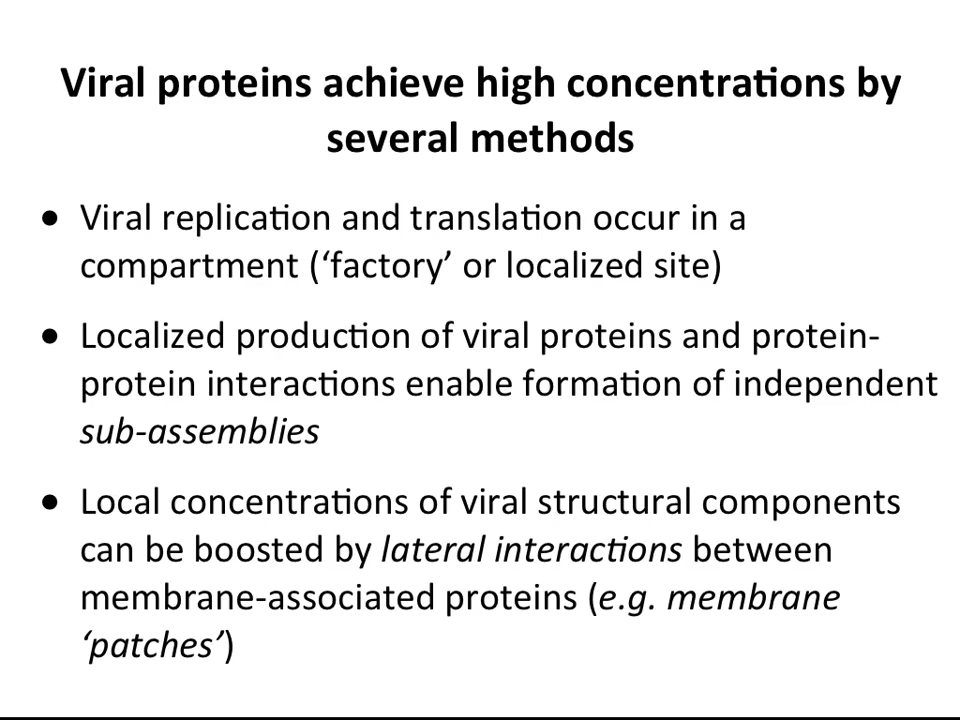 Viral proteins achieve high concentrations by
several methods
● Viral replication and translation occur in a
compartment (‘factory’ or localized site)
● Localized production of viral proteins and protein-
protein interactions enable formation of independent
sub-assemblies
● Local concentrations of viral structural components
can be boosted by lateral interactions between
membrane-associated proteins (e.g. membrane
‘patches’)